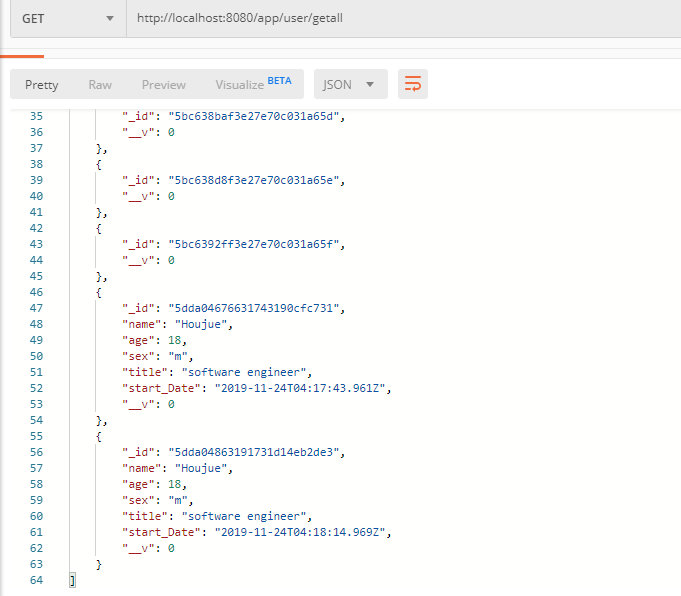 GET http://localhost:8080/app/user/getall
Pretty Raw Preview Visualize BETA JSON
35 "_id": "5bc638baf3e27e70c031a65d",
36 "__v": 0
37 },
38 {
39 "_id": "5bc638d8f3e27e70c031a65e",
40 "__v": 0
41 },
42 {
43 "_id": "5bc6392ff3e27e70c031a65f",
44 "__v": 0
45 },
46 {
47 "_id": "5dda04676631743190cfc731",
48 "name": "Houjue",
49 "age": 18,
50 "sex": "m",
51 "title": "software engineer",
52 "start_Date": "2019-11-24T04:17:43.961Z",
53 "__v": 0
54 },
55 {
56 "_id": "5dda04863191731d14eb2de3",
57 "name": "Houjue",
58 "age": 18,
59 "sex": "m",
60 "title": "software engineer",
61 "start_Date": "2019-11-24T04:18:14.969Z",
62 "__v": 0
63 }
64 ]